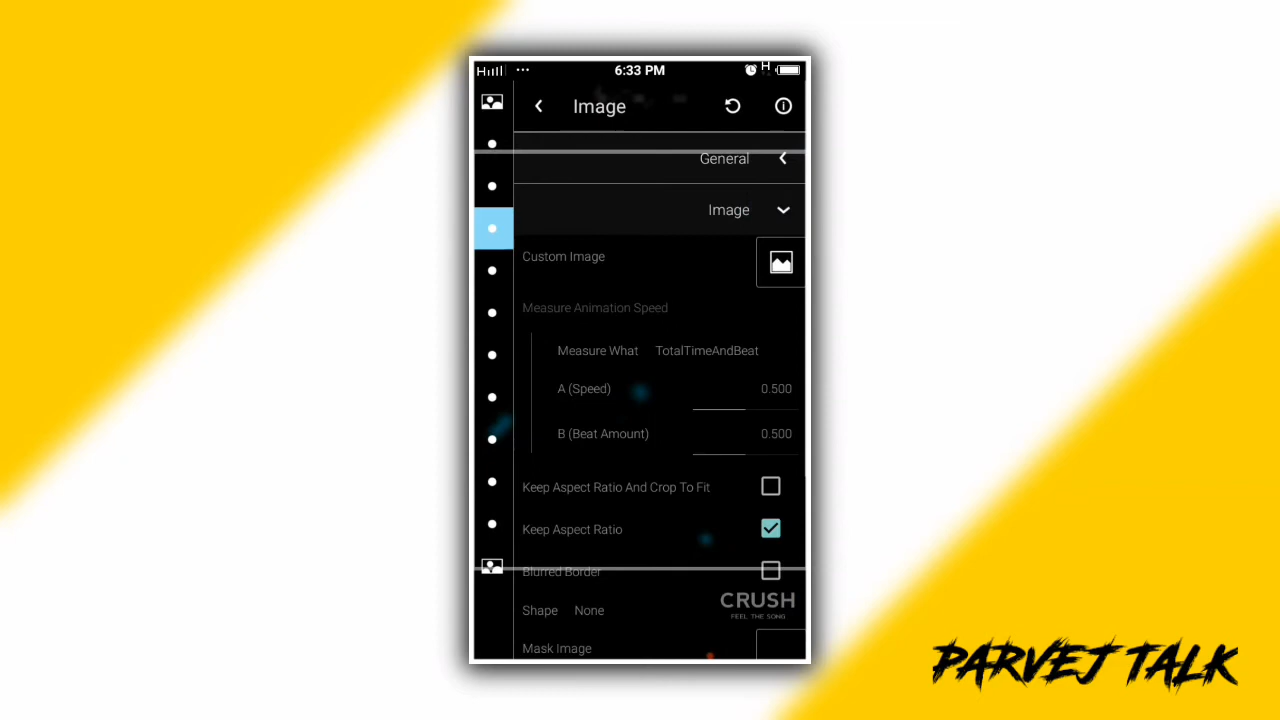 6:33 PM
H
Image
General
Image
Custom Image
Measure Animation Speed
Measure What TotalTimeAndBeat
A (Speed) 0.500
B (Beat Amount) 0.500
Keep Aspect Ratio And Crop To Fit
Keep Aspect Ratio
Blurred Border
CRUSH
FEEL THE SONG
Shape None
Mask Image
PARVEJ TALK